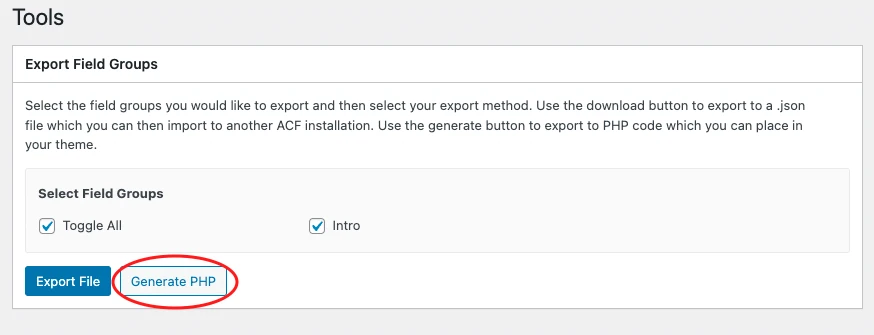 Tools
Export Field Groups
Select the field groups you would like to export and then select your export method. Use the download button to export to a .json
file which you can then import to another ACF installation. Use the generate button to export to PHP code which you can place in
your theme.
Select Field Groups
Toggle All Intro
Export File Generate PHP